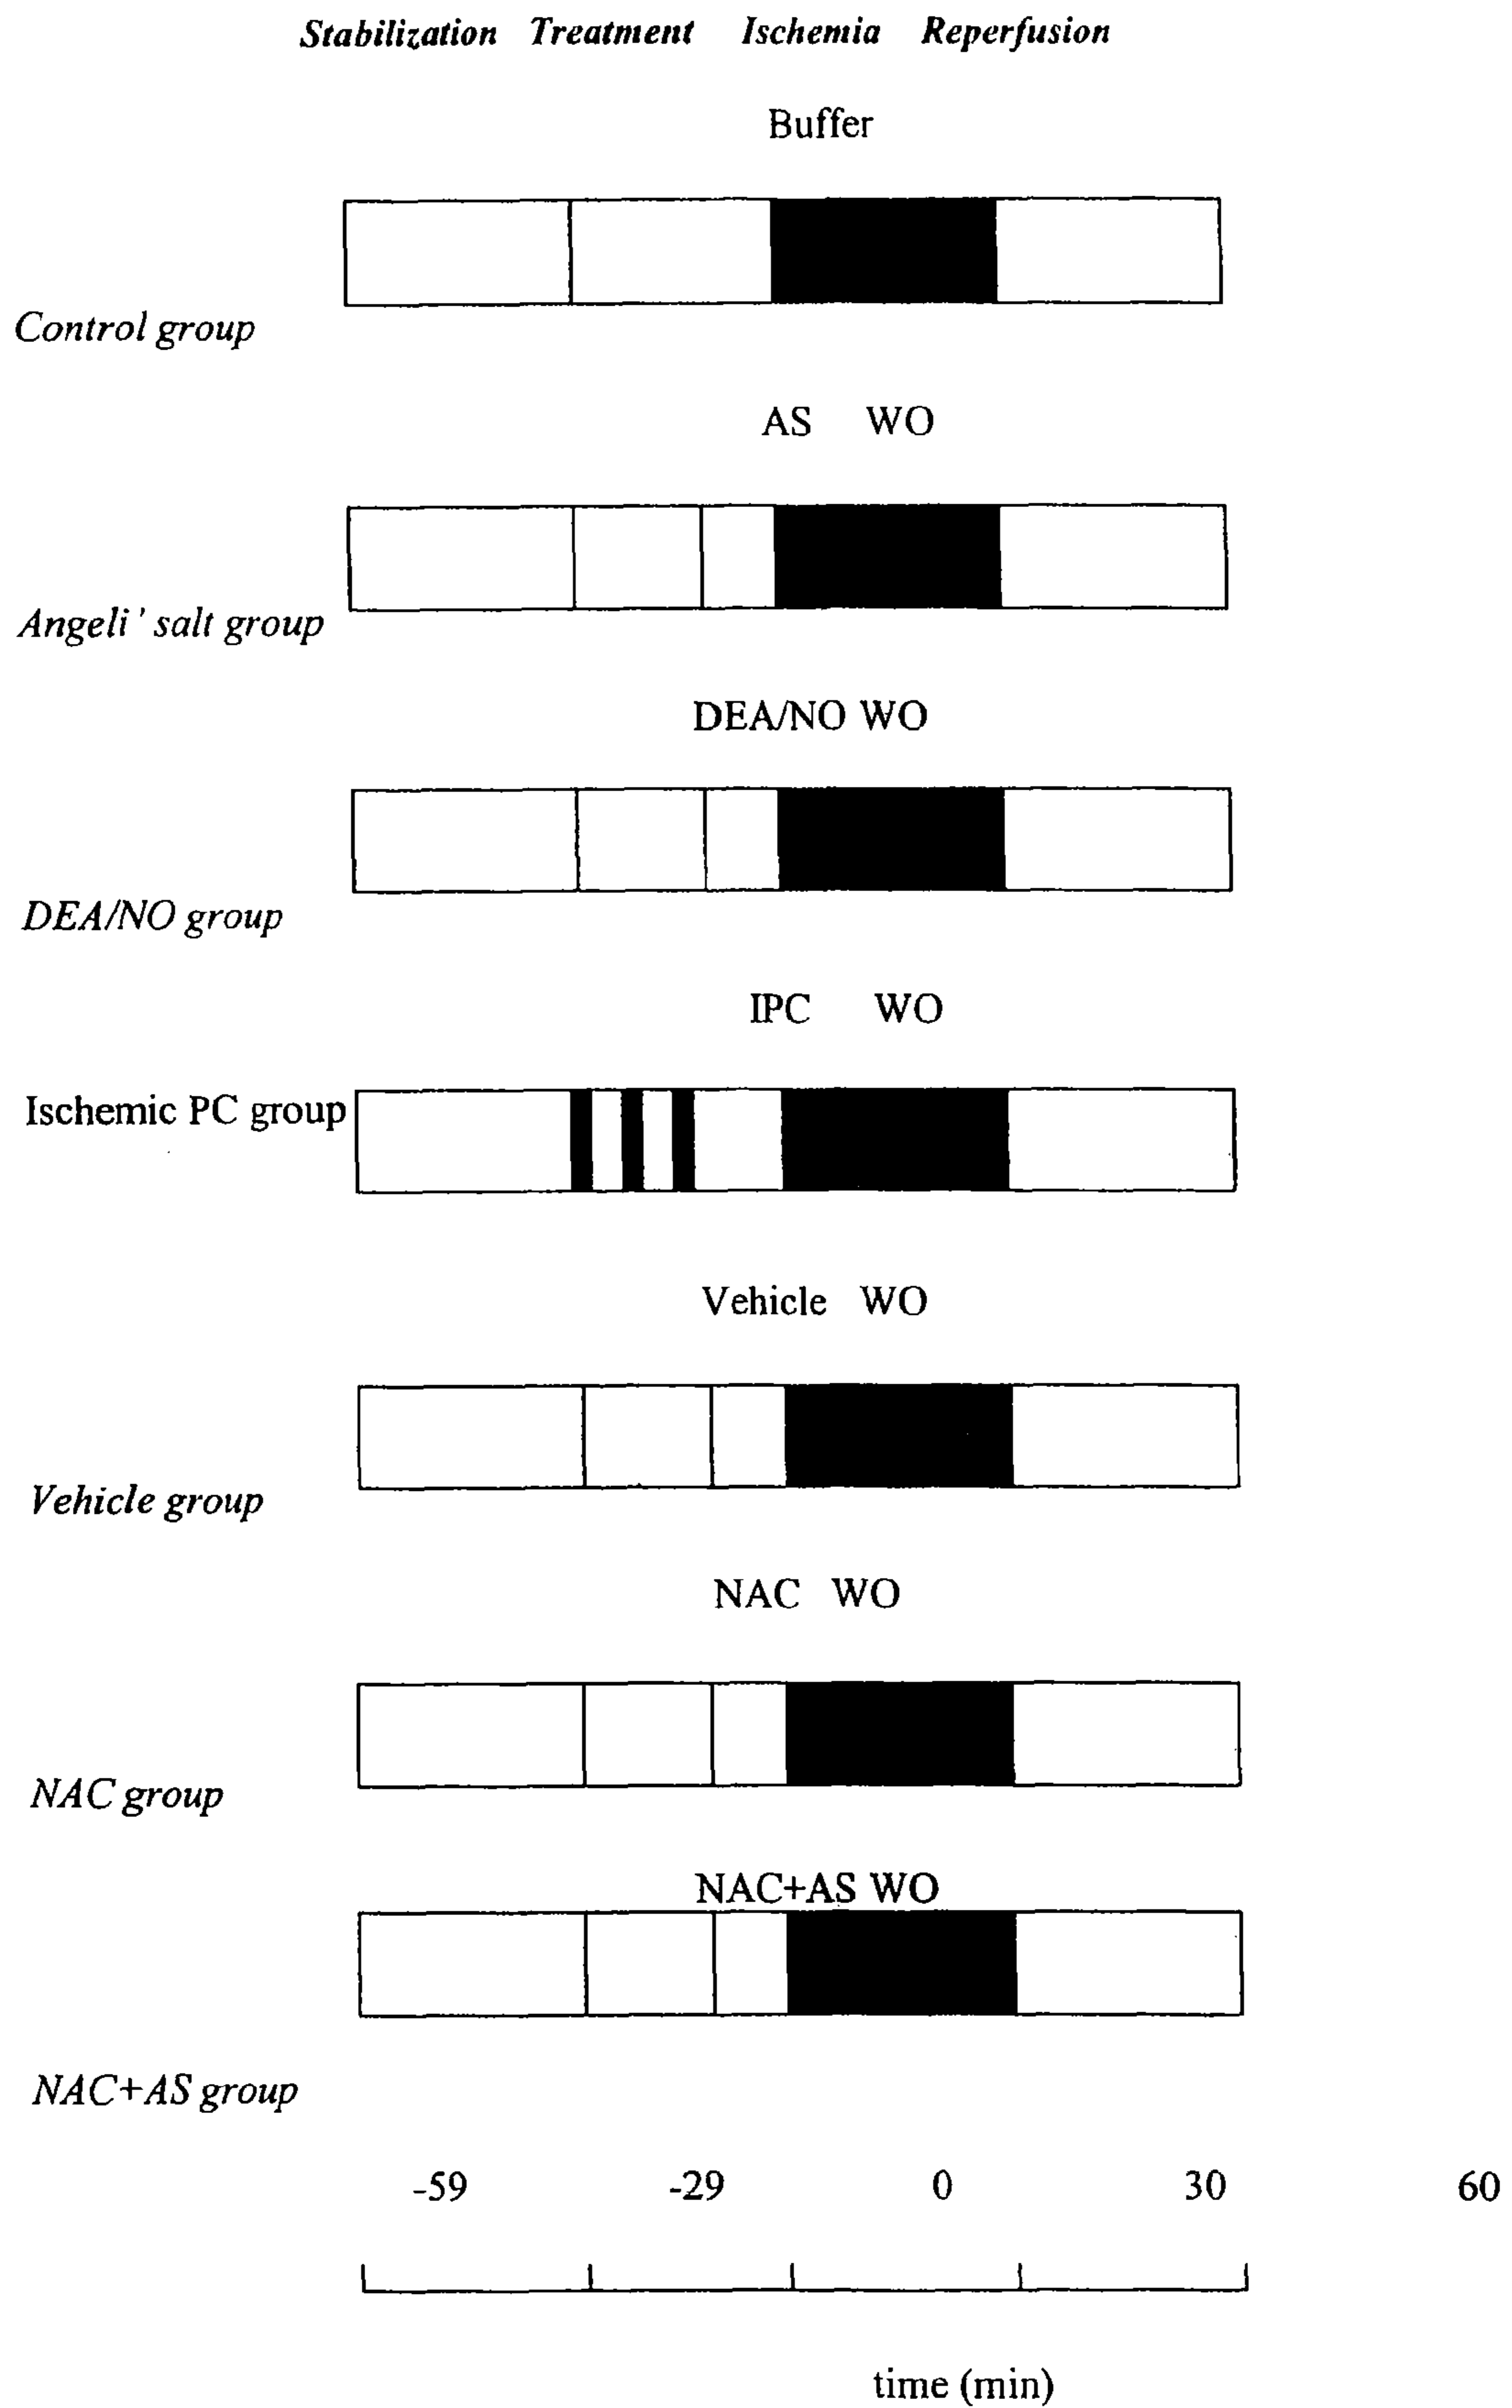 Stabilization Treatment Ischemia Reperfusion
Buffer
Control group
AS WO
Angeli ' salt group
DEA/NO WO
DEA/NO group
IPC WO
Ischemic PC group
Vehicle WO
Vehicle group
NAC WO
NAC group
NAC+AS WO
NAC+AS group
-59 -29 0 30 60
time (min)